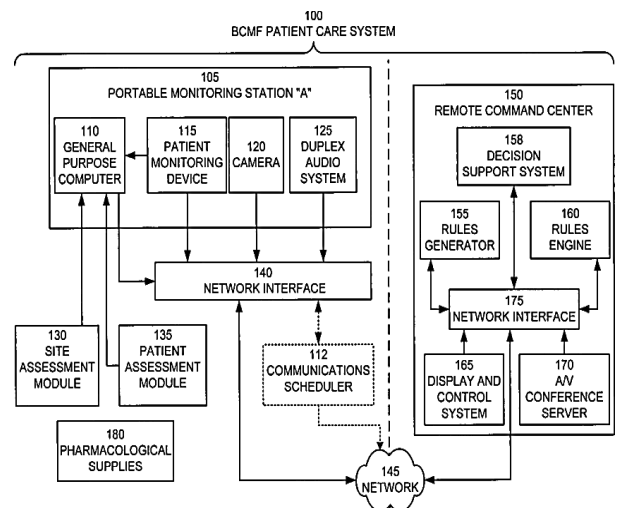 100
BCMF PATIENT CARE SYSTEM
105
PORTABLE MONITORING STATION "A"
110
GENERAL
PURPOSE
COMPUTER
115
PATIENT
MONITORING
DEVICE
120
CAMERA
125
DUPLEX
AUDIO
SYSTEM
140
NETWORK INTERFACE
130
SITE
ASSESSMENT
MODULE
135
PATIENT
ASSESSMENT
MODULE
112
COMMUNICATIONS
SCHEDULER
180
PHARMACOLOGICAL
SUPPLIES
145
NETWORK
150
REMOTE COMMAND CENTER
158
DECISION
SUPPORT SYSTEM
155
RULES
GENERATOR
160
RULES
ENGINE
175
NETWORK INTERFACE
165
DISPLAY AND
CONTROL
SYSTEM
170
A/V
CONFERENCE
SERVER